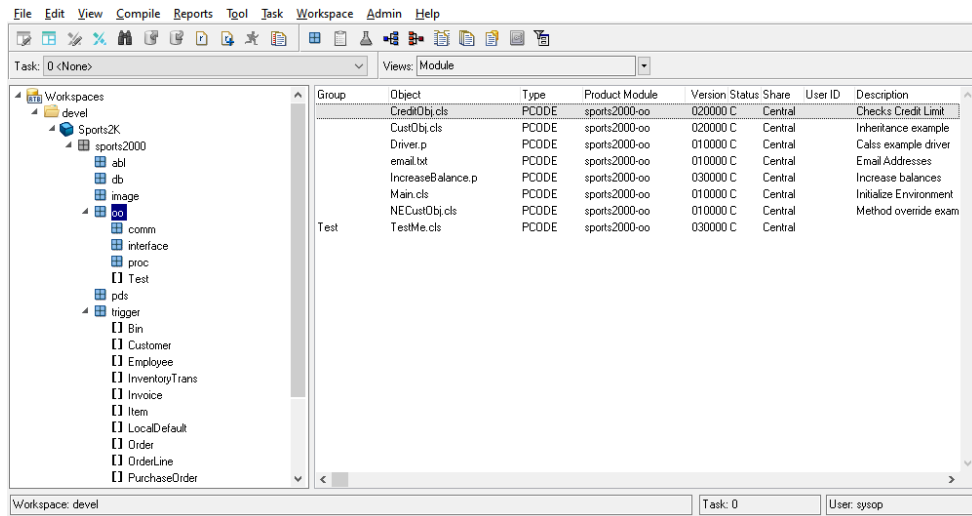 File Edit View Compile Reports Tool Task Workspace Admin Help
Task: 0 <None> Views: Module
Workspaces
devel
Sports2K
sports2000
abl
db
image
oo
comm
interface
proc
[] Test
pds
trigger
[] Bin
[] Customer
[] Employee
[] InventoryTrans
[] Invoice
[] Item
[] LocalDefault
[] Order
[] OrderLine
[] PurchaseOrder
Group Object Type Product Module Version Status Share User ID Description
CreditObj.cls PCODE sports2000-oo 020000 C Central Checks Credit Limit
CustObj.cls PCODE sports2000-oo 020000 C Central Inheritance example
Driver.p PCODE sports2000-oo 010000 C Central Calss example driver
email.txt PCODE sports2000-oo 010000 C Central Email Addresses
IncreaseBalance.p PCODE sports2000-oo 030000 C Central Increase balances
Main.cls PCODE sports2000-oo 010000 C Central Initialize Environment
NECustObj.cls PCODE sports2000-oo 010000 C Central Method override exam
Test TestMe.cls PCODE sports2000-oo 030000 C Central
Workspace: devel Task: 0 User: sysop